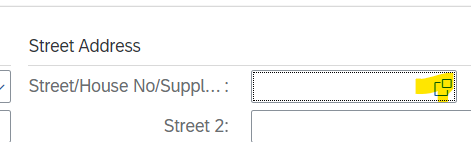 Street Address
Street/House No/Suppl...:
Street 2: